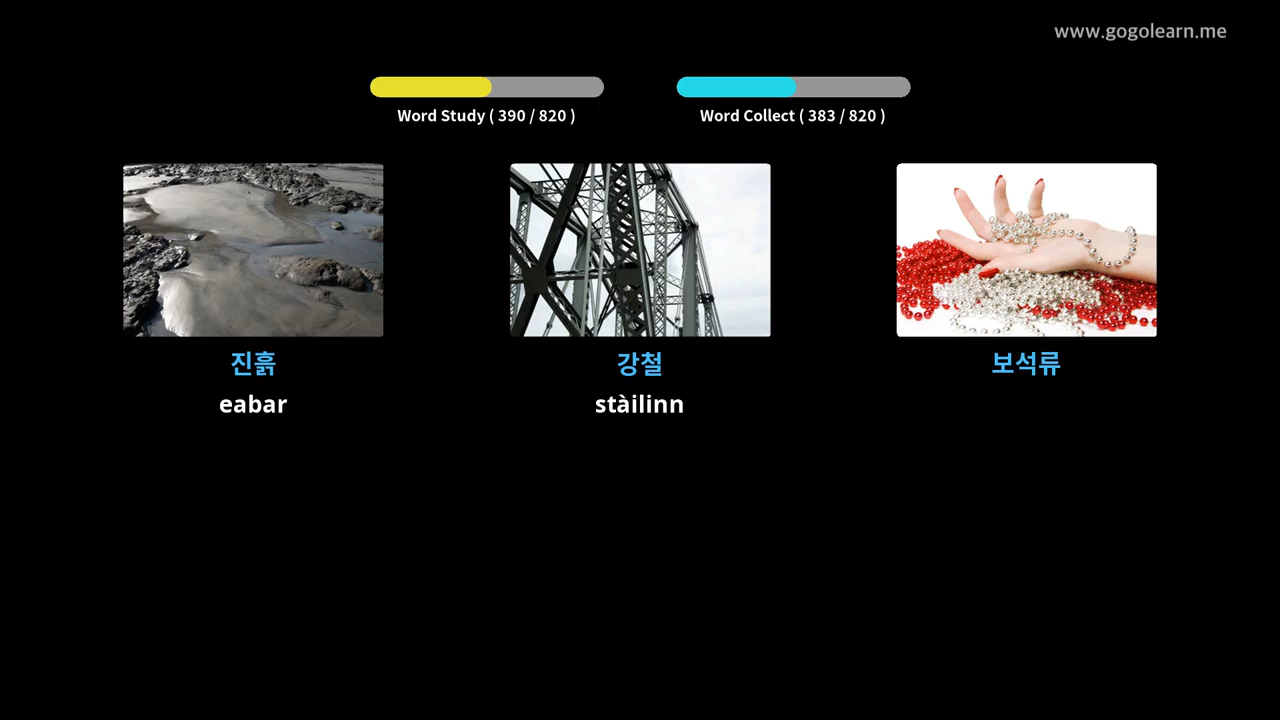 www.gogolearn.me
Word Study ( 390 / 820 )
Word Collect ( 383 / 820 )
진흙
강철
보석류
eabar
stàilinn